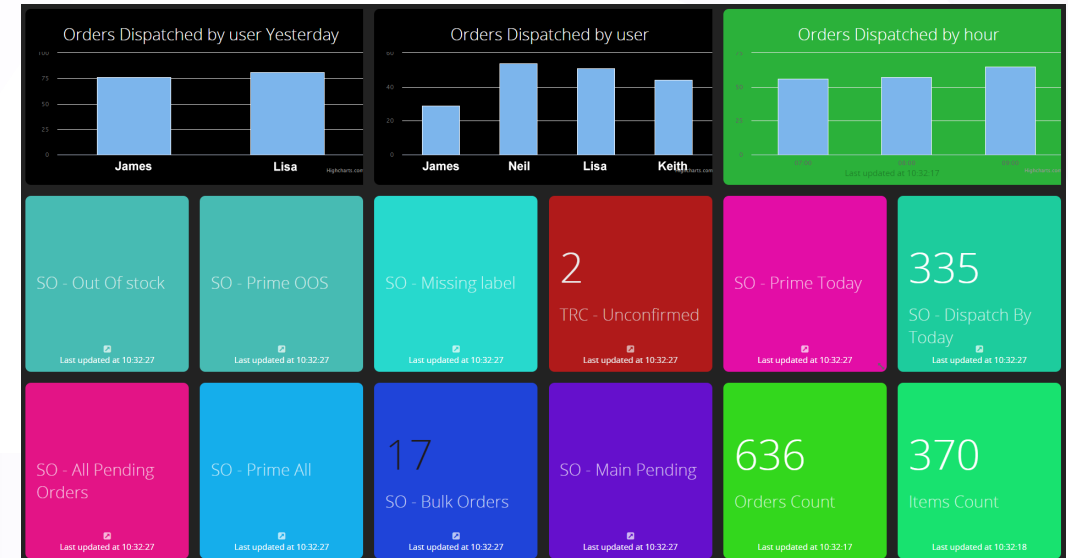 Orders Dispatched by user Yesterday
100
75
50
25
0
James Lisa
Highcharts.com
Orders Dispatched by user
60
40
20
0
James Neil Lisa Keith
Orders Dispatched by hour
0
Last updated at 10:32:17
SO - Out Of stock
Last updated at 10:32:27
SO - Prime OOS
Last updated at 10:32:27
SO - Missing label
Last updated at 10:32:27
2
TRC - Unconfirmed
Last updated at 10:32:27
SO - Prime Today
Last updated at 10:32:27
335
SO - Dispatch By
Today
Last updated at 10:32:27
SO - All Pending
Orders
Last updated at 10:32:27
SO - Prime All
Last updated at 10:32:27
17
SO - Bulk Orders
Last updated at 10:32:27
SO - Main Pending
Last updated at 10:32:27
636
Orders Count
Last updated at 10:32:17
370
Items Count
Last updated at 10:32:18